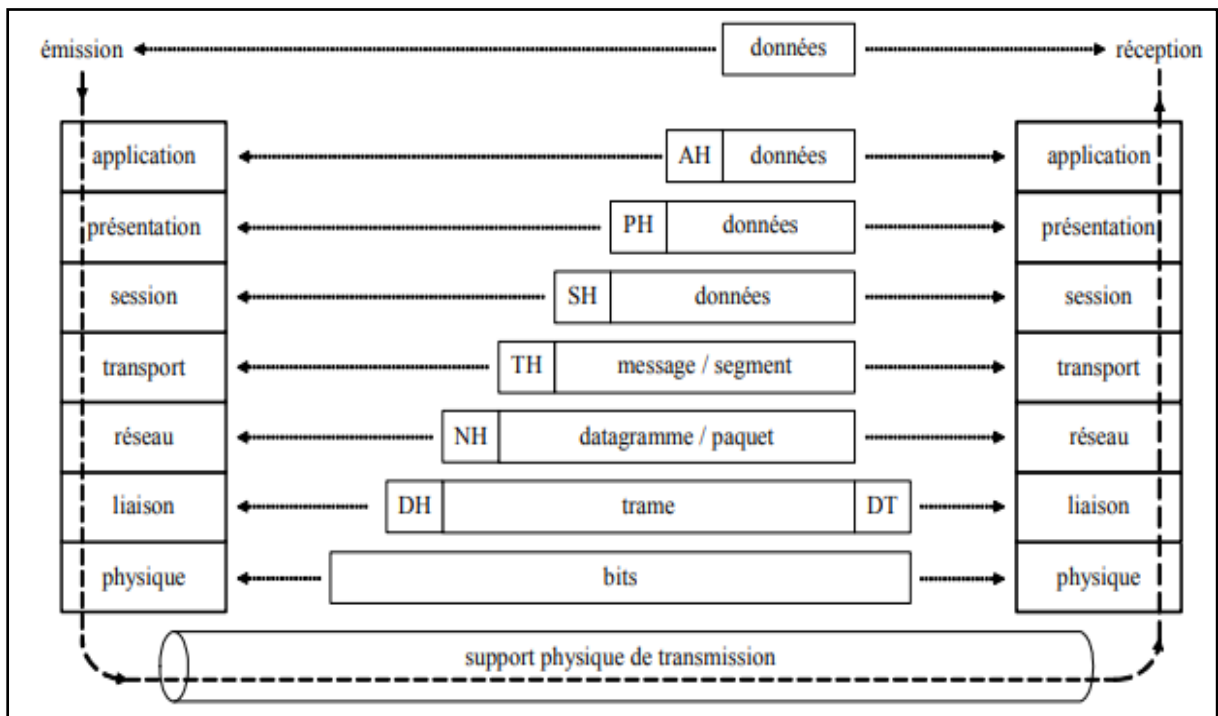 émission données réception
application AH données application
présentation PH données présentation
session SH données session
transport TH message / segment transport
réseau NH datagramme / paquet réseau
liaison DH trame DT liaison
physique bits physique
support physique de transmission